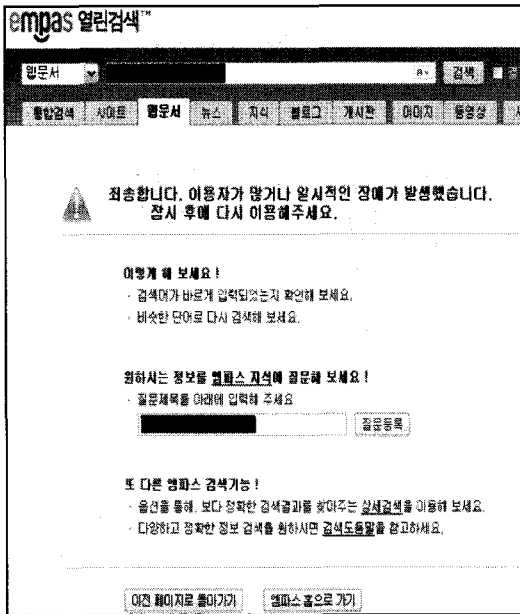 empas 열린검색™
웹문서 검색
통합검색 사이트 웹문서 뉴스 지식 블로그 게시판 이미지 동영상
죄송합니다. 이용자가 많거나 일시적인 장애가 발생했습니다.
잠시 후에 다시 이용해주세요.
이렇게 해 보세요 !
· 검색어가 바르게 입력되었는지 확인해 보세요.
· 비슷한 단어로 다시 검색해 보세요.
원하시는 정보를 엠파스 지식에 질문해 보세요 !
· 질문제목을 아래에 입력해 주세요
질문등록
또 다른 엠파스 검색기능 !
· 옵션을 통해, 보다 정확한 검색결과를 찾아주는 상세검색을 이용해 보세요.
· 다양하고 정확한 정보 검색을 원하시면 검색도움말을 참고하세요.
이전 페이지로 돌아가기 엠파스 홈으로 가기